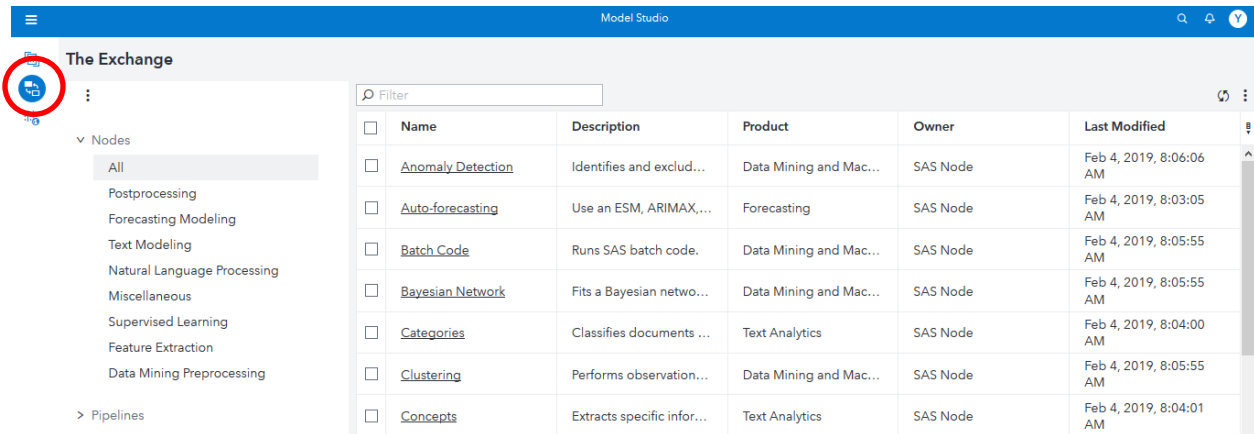 Model Studio
Y
The Exchange
Filter
Nodes
All
Postprocessing
Forecasting Modeling
Text Modeling
Natural Language Processing
Miscellaneous
Supervised Learning
Feature Extraction
Data Mining Preprocessing
Pipelines
Name Description Product Owner Last Modified
Anomaly Detection Identifies and exclud... Data Mining and Mac... SAS Node Feb 4, 2019, 8:06:06
AM
Auto-forecasting Use an ESM, ARIMAX,... Forecasting SAS Node Feb 4, 2019, 8:03:05
AM
Batch Code Runs SAS batch code. Data Mining and Mac... SAS Node Feb 4, 2019, 8:05:55
AM
Bayesian Network Fits a Bayesian netwo... Data Mining and Mac... SAS Node Feb 4, 2019, 8:05:55
AM
Categories Classifies documents ... Text Analytics SAS Node Feb 4, 2019, 8:04:00
AM
Clustering Performs observation... Data Mining and Mac... SAS Node Feb 4, 2019, 8:05:55
AM
Concepts Extracts specific infor... Text Analytics SAS Node Feb 4, 2019, 8:04:01
AM